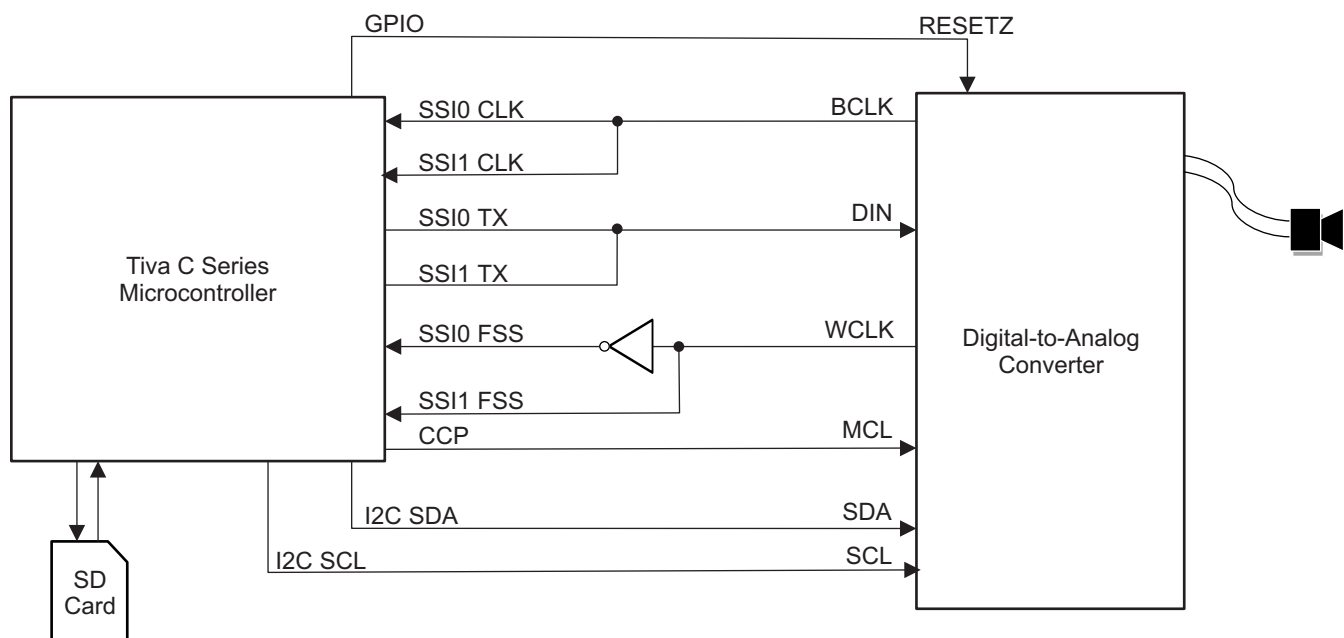 GPIO
RESETZ
SSI0 CLK
BCLK
SSI1 CLK
SSI0 TX
DIN
SSI1 TX
Tiva C Series
Microcontroller
SSI0 FSS
WCLK
Digital-to-Analog
Converter
SSI1 FSS
CCP
MCL
I2C SDA
SDA
I2C SCL
SCL
SD
Card